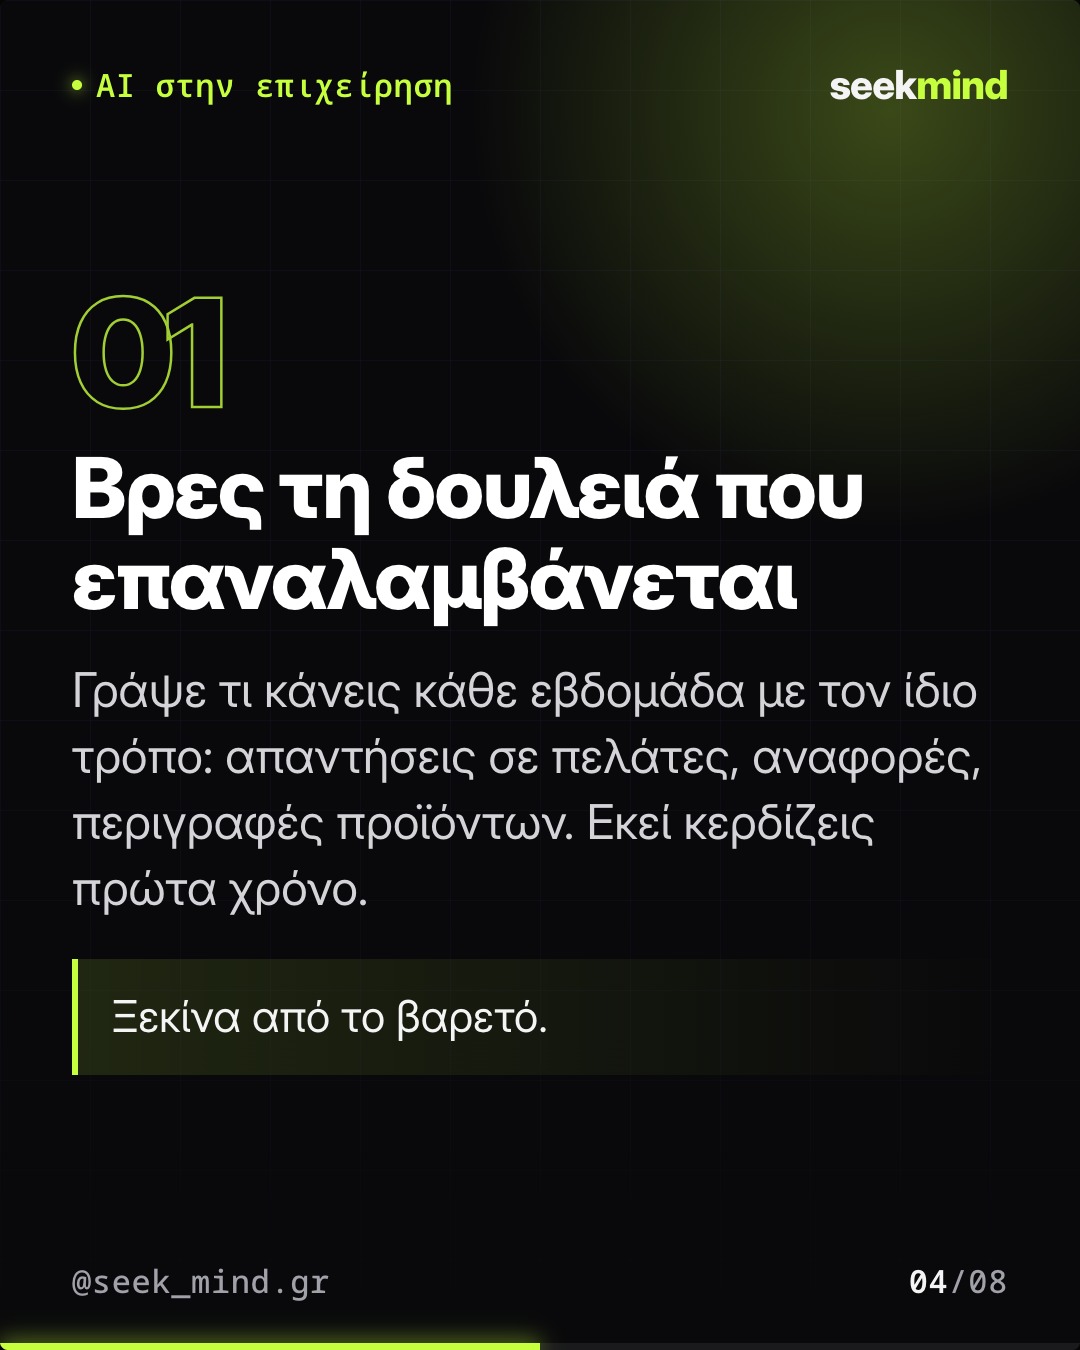 • AI στην επιχείρηση
seekmind
01
Βρες τη δουλειά που
επαναλαμβάνεται
Γράψε τι κάνεις κάθε εβδομάδα με τον ίδιο
τρόπο: απαντήσεις σε πελάτες, αναφορές,
περιγραφές προϊόντων. Εκεί κερδίζεις
πρώτα χρόνο.
Ξεκίνα από το βαρετό.
@seek_mind.gr
04/08